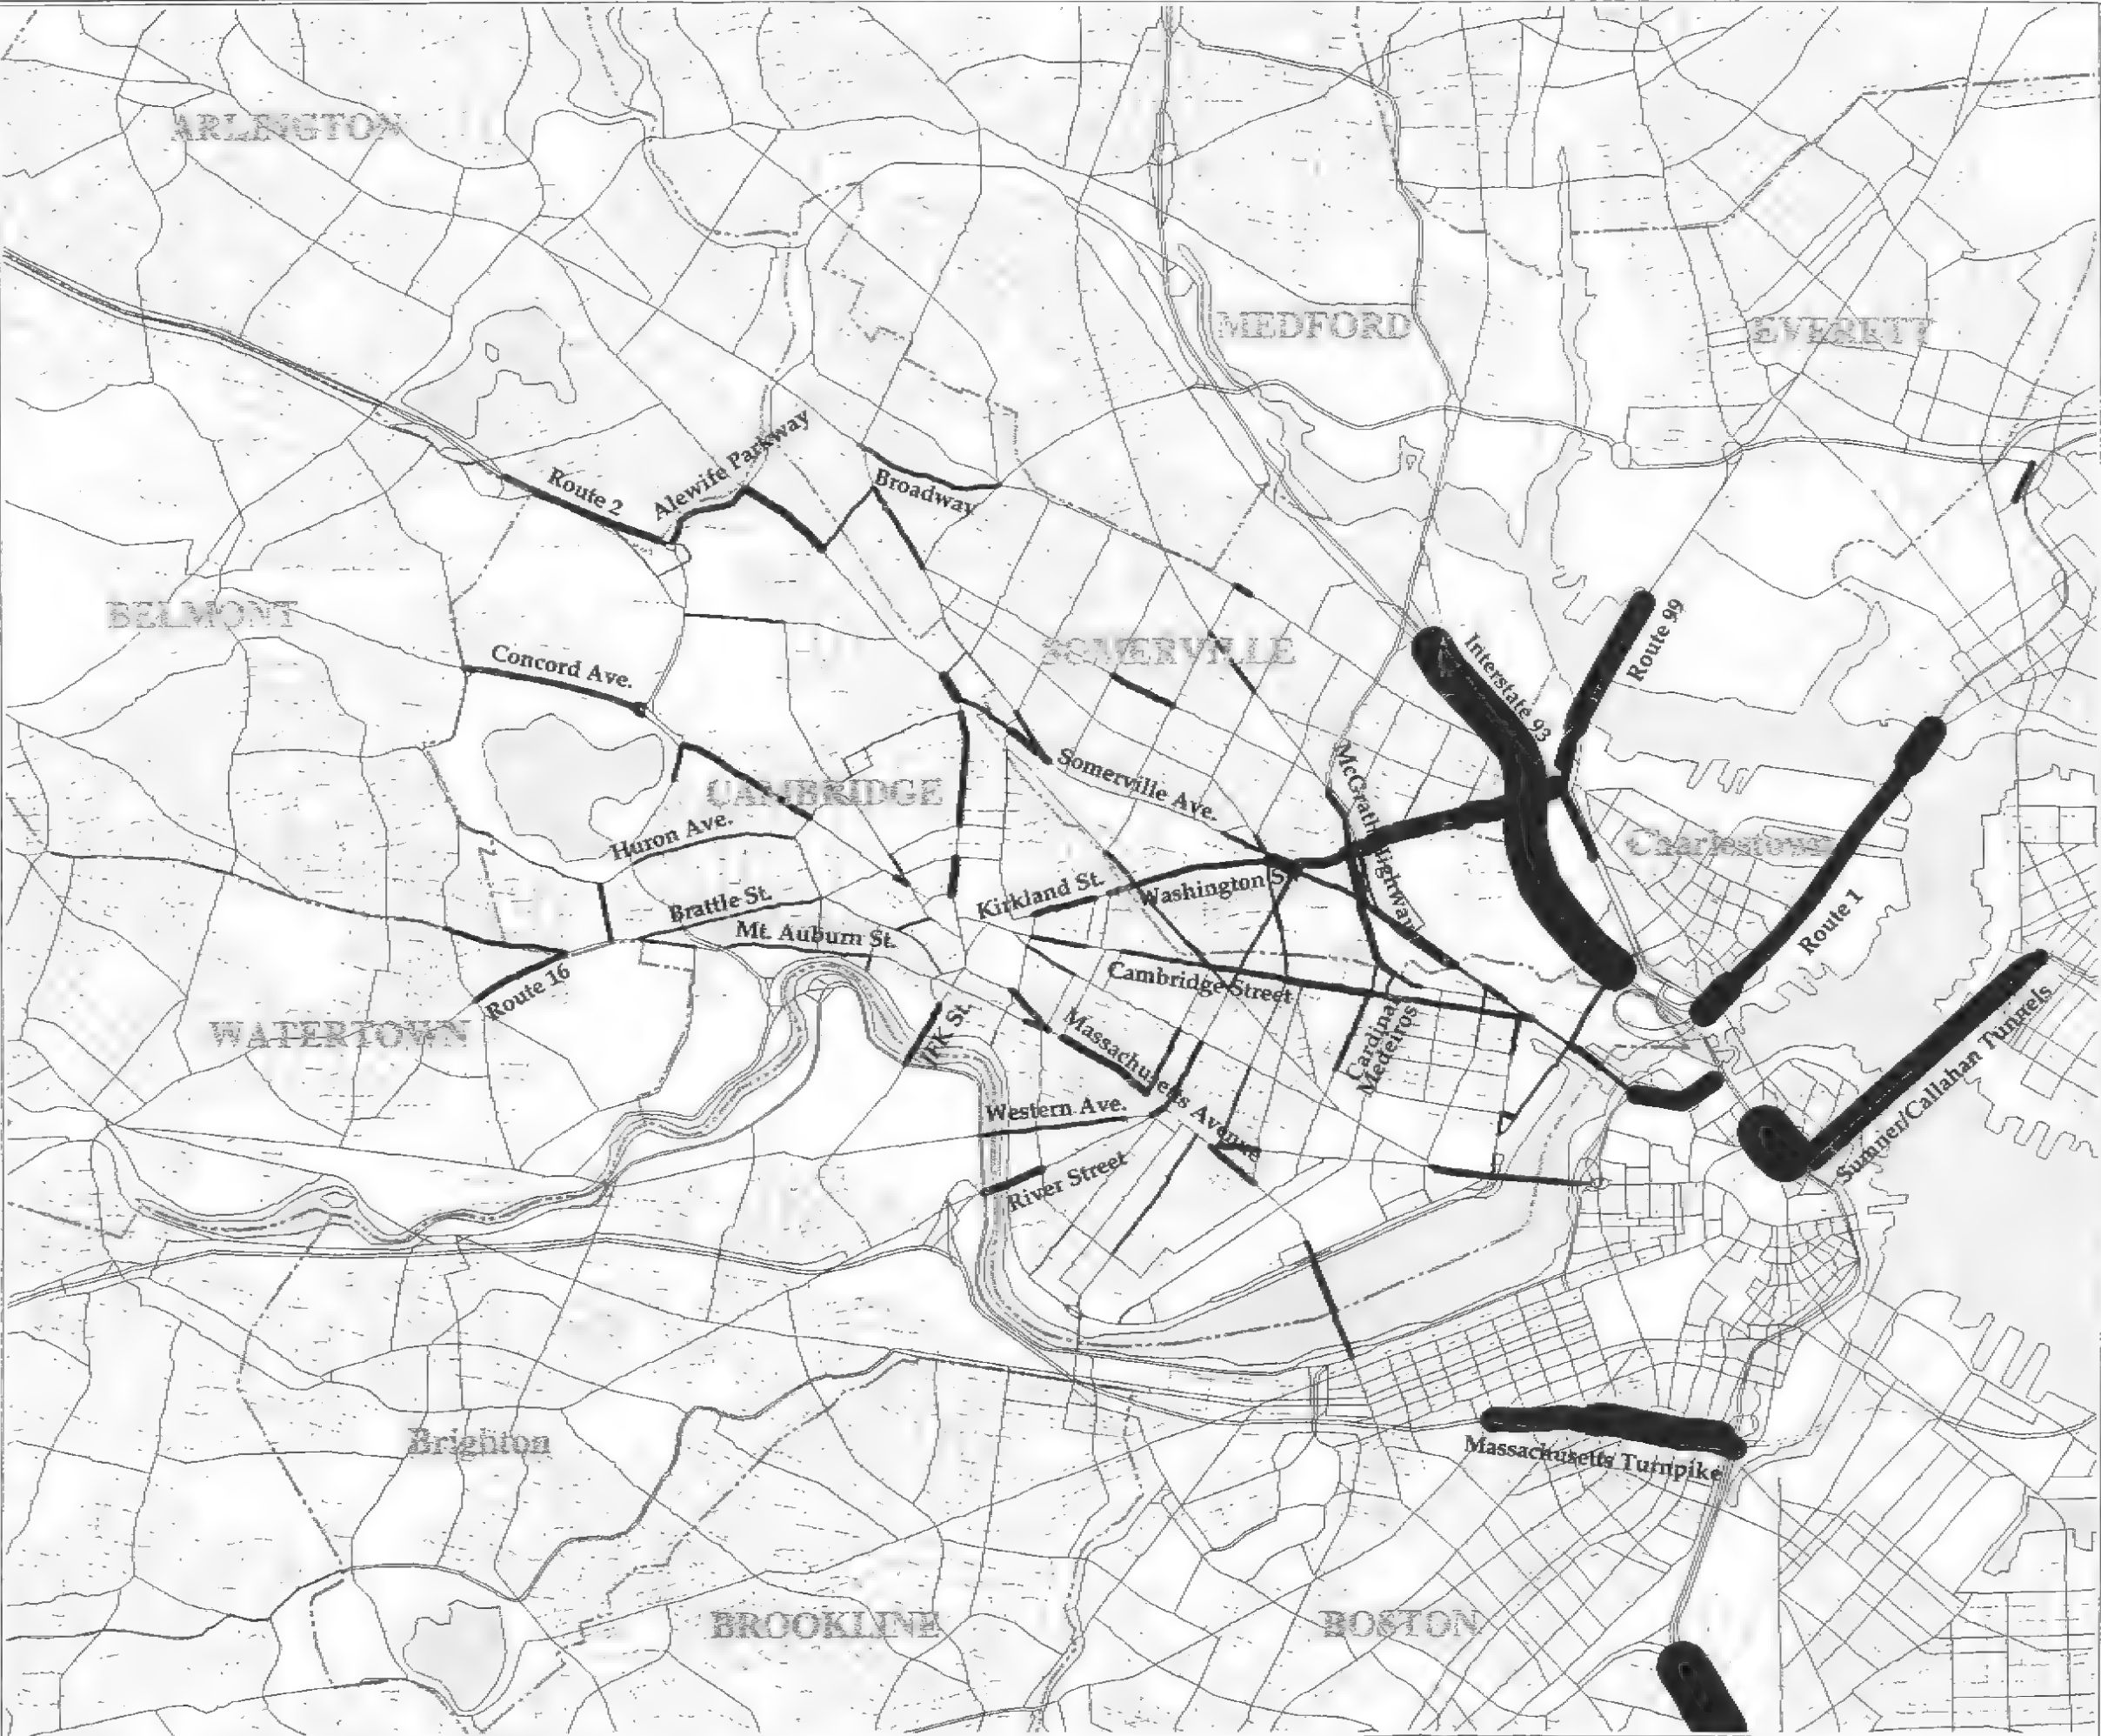 ARLINGTON
MEDFORD
EVERETT
Alewife Parkway
Route 2
Broadway
BELMONT
Route 99
SOMERVILLE
Interstate 93
Concord Ave.
Somerville Ave.
McGrath Highway
CAMBRIDGE
Huron Ave.
Charlestown
Kirkland St.
Washington St.
Brattle St.
Mt. Auburn St.
Route 1
Cambridge Street
Route 16
WATERTOWN
JFK St.
Cardinal
Medeiros
Massachusetts Avenue
Sumner/Callahan Tunnels
Western Ave.
River Street
Brighton
Massachusetts Turnpike
BROOKLINE
BOSTON